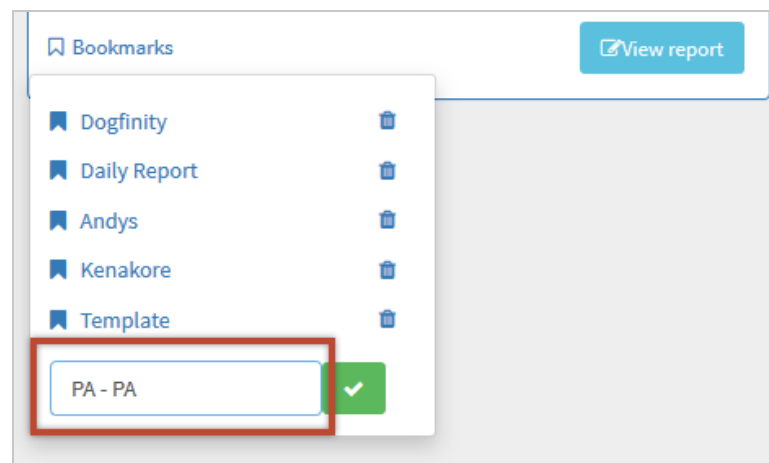 Bookmarks
View report
Dogfinity
Daily Report
Andys
Kenakore
Template
PA - PA